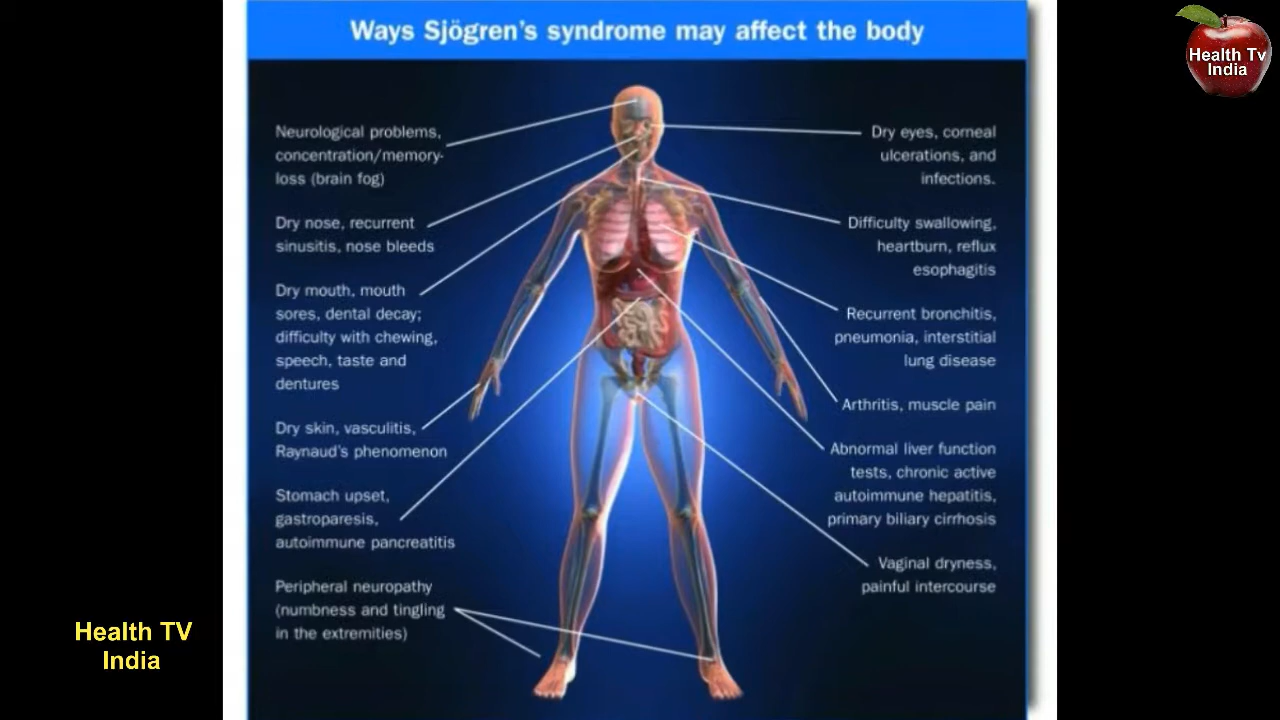 Ways Sjögren's syndrome may affect the body
Health Tv
India
Neurological problems,
concentration/memory-
loss (brain fog)
Dry nose, recurrent
sinusitis, nose bleeds
Dry mouth, mouth
sores, dental decay;
difficulty with chewing,
speech, taste and
dentures
Dry skin, vasculitis,
Raynaud's phenomenon
Stomach upset,
gastroparesis,
autoimmune pancreatitis
Peripheral neuropathy
(numbness and tingling
in the extremities)
Dry eyes, corneal
ulcerations, and
infections.
Difficulty swallowing,
heartburn, reflux
esophagitis
Recurrent bronchitis,
pneumonia, interstitial
lung disease
Arthritis, muscle pain
Abnormal liver function
tests, chronic active
autoimmune hepatitis,
primary biliary cirrhosis
Vaginal dryness,
painful intercourse
Health TV
India